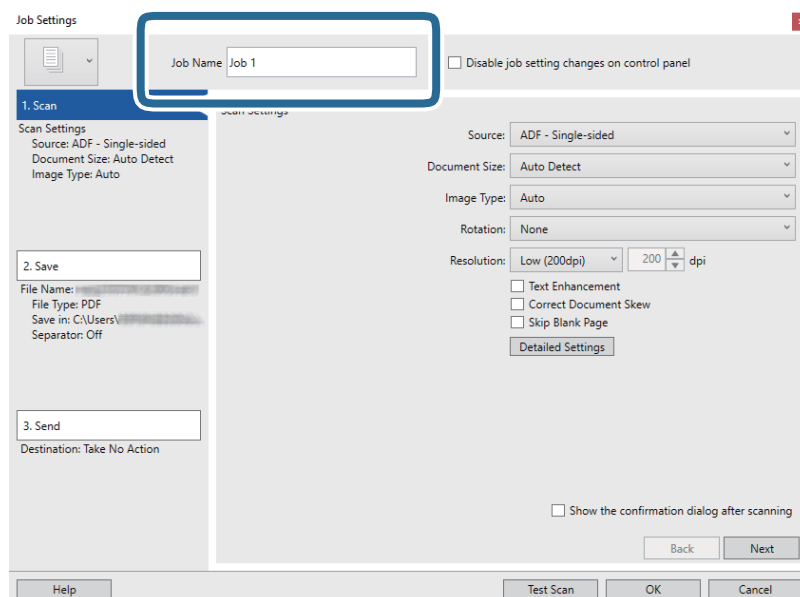 Job Settings
Job Name Job 1
Disable job setting changes on control panel
1. Scan
Scan Settings
Source: ADF - Single-sided
Document Size: Auto Detect
Image Type: Auto
2. Save
File Name:
File Type: PDF
Save in: C:\Users\
Separator: Off
3. Send
Destination: Take No Action
Scan Settings
Source: ADF - Single-sided
Document Size: Auto Detect
Image Type: Auto
Rotation: None
Resolution: Low (200dpi) 200 dpi
Text Enhancement
Correct Document Skew
Skip Blank Page
Detailed Settings
Show the confirmation dialog after scanning
Back Next
Help Test Scan OK Cancel